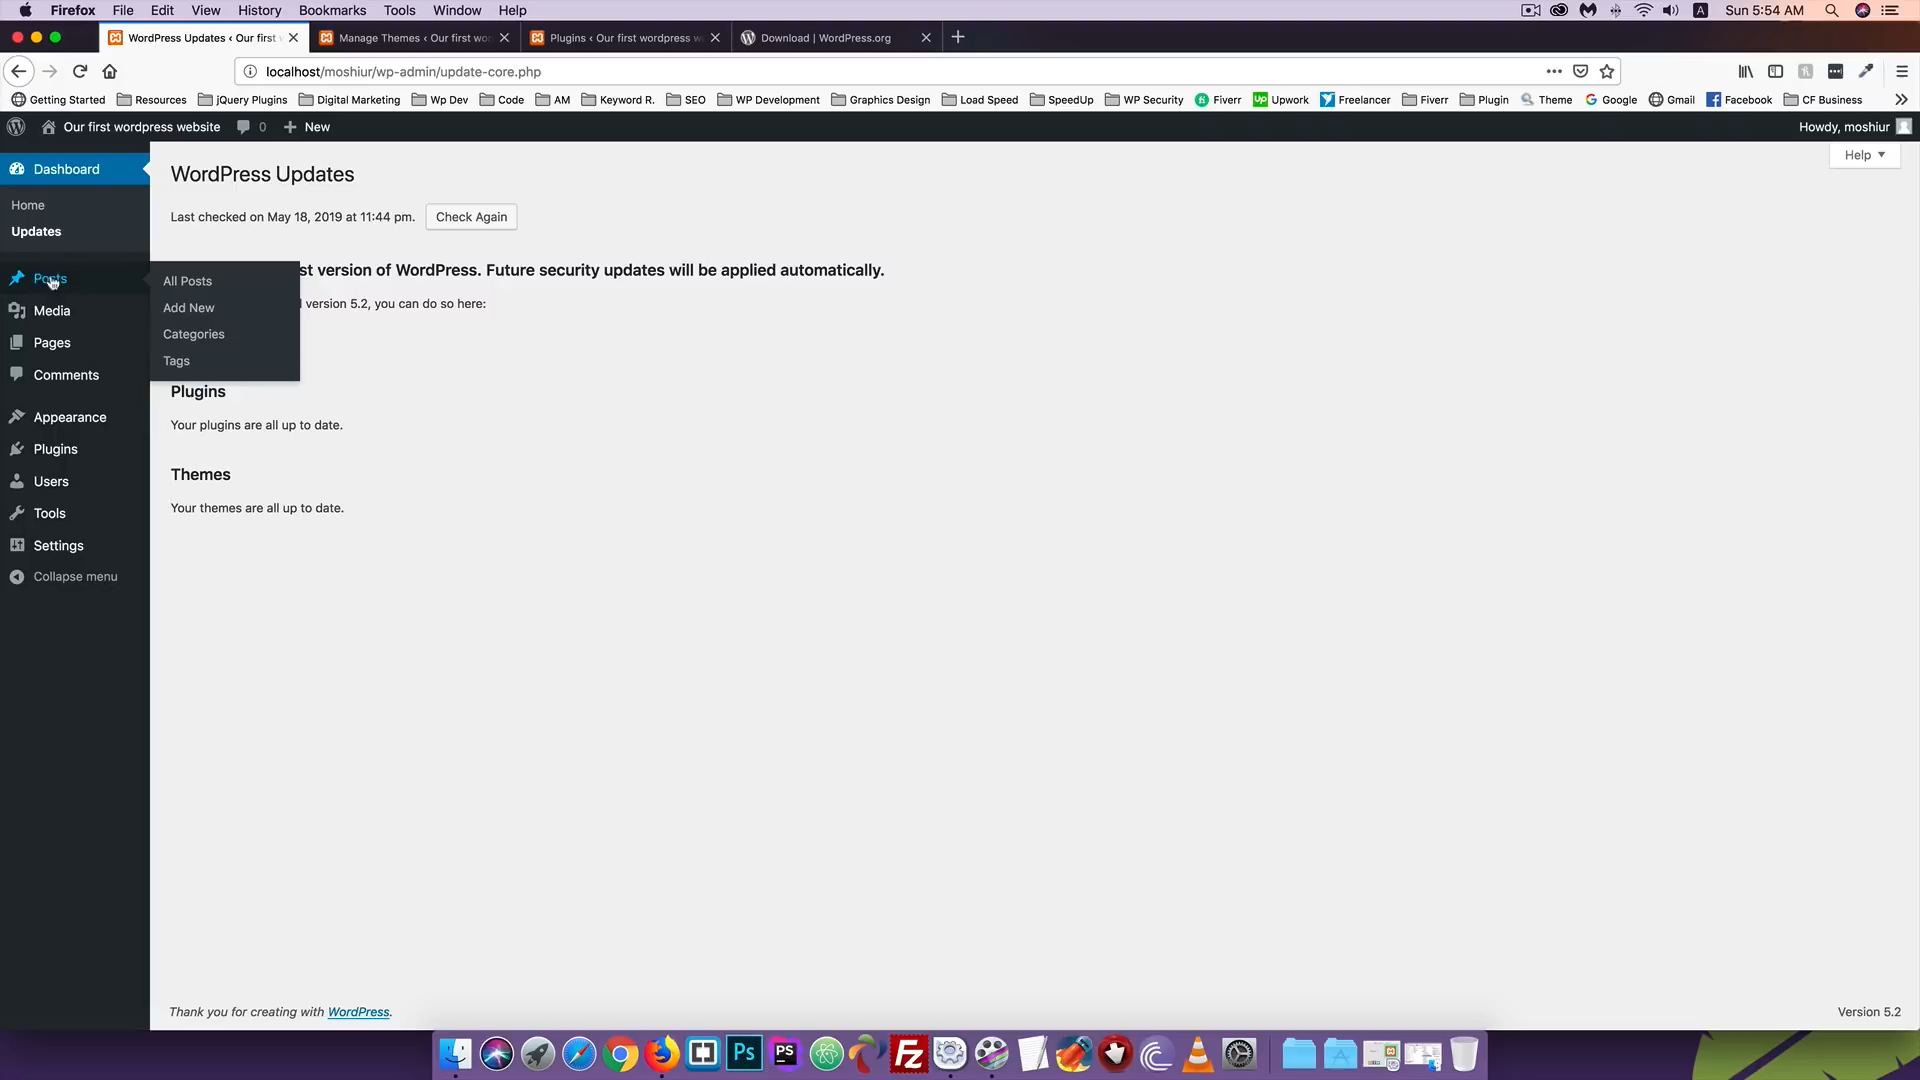 Firefox File Edit View History Bookmarks Tools Window Help A Sun 5:54 AM
WordPress Updates ‹ Our first Manage Themes ‹ Our first wo Plugins ‹ Our first wordpress w Download | WordPress.org
localhost/moshiur/wp-admin/update-core.php
Getting Started Resources jQuery Plugins Digital Marketing Wp Dev Code AM Keyword R. SEO WP Development Graphics Design Load Speed SpeedUp WP Security Fiverr Upwork Freelancer Fiverr Plugin Theme Google Gmail Facebook CF Business
Our first wordpress website 0 New Howdy, moshiur
Dashboard
Home
Updates
Posts
Media
Pages
Comments
Appearance
Plugins
Users
Tools
Settings
Collapse menu
All Posts
Add New
Categories
Tags
Help
WordPress Updates
Last checked on May 18, 2019 at 11:44 pm. Check Again
st version of WordPress. Future security updates will be applied automatically.
version 5.2, you can do so here:
Plugins
Your plugins are all up to date.
Themes
Your themes are all up to date.
Thank you for creating with WordPress. Version 5.2
Ps PS Fz